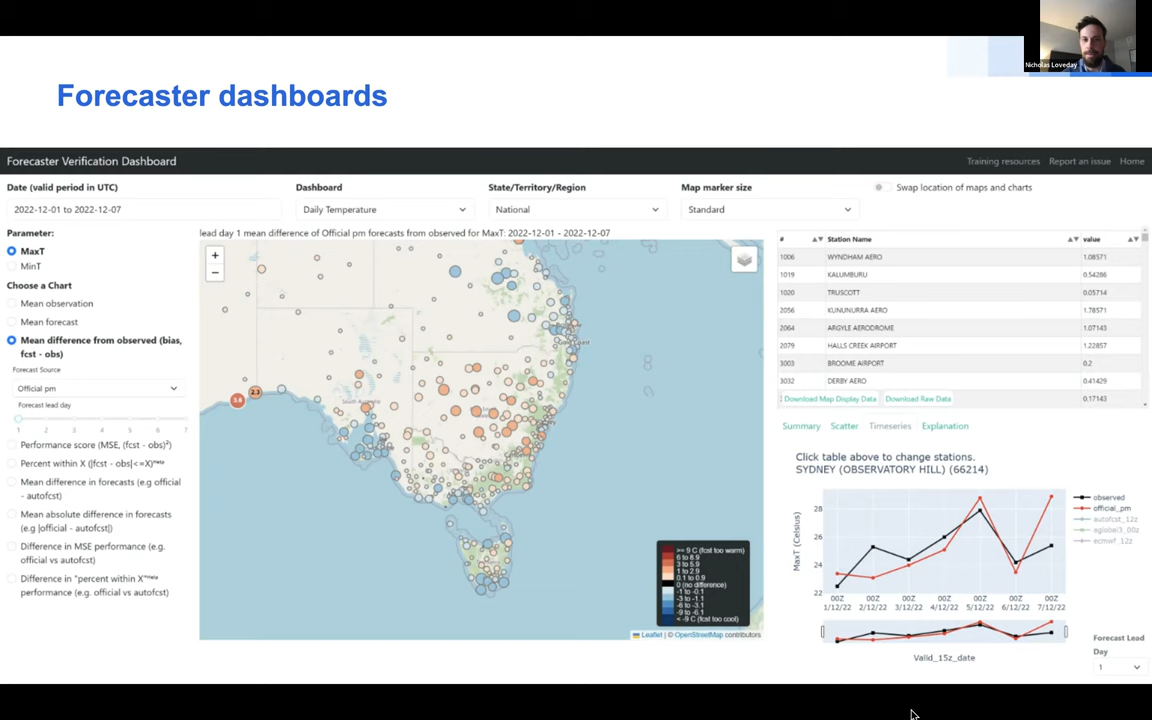 Nicholas Loveday
Forecaster dashboards
Forecaster Verification Dashboard
Training resources
Report an issue
Home
Date (valid period in UTC)
2022-12-01 to 2022-12-07
Dashboard
Daily Temperature
State/Territory/Region
National
Map marker size
Standard
Swap location of maps and charts
Parameter:
MaxT
MinT
Choose a Chart
Mean observation
Mean forecast
Mean difference from observed (bias,
fcst - obs)
Forecast Source
Official pm
Forecast lead day
1 2 3 4 5 6 7
Performance score (MSE, (fcst - obs)²)
Percent within X (|fcst - obs|<=X)ᴮᵉᵗᵃ
Mean difference in forecasts (e.g official
- autofcst)
Mean absolute difference in forecasts
(e.g |official - autofcst|)
Difference in MSE performance (e.g.
official vs autofcst)
Difference in "percent within X"ᴮᵉᵗᵃ
performance (e.g. official vs autofcst)
lead day 1 mean difference of Official pm forecasts from observed for MaxT: 2022-12-01 - 2022-12-07
+
−
3.6
2.3
>= 9 C (fcst too warm)
6 to 8.9
3 to 5.9
1 to 2.9
0.1 to 0.9
0 (no difference)
-1 to -0.1
-3 to -1.1
-6 to -3.1
-9 to -6.1
< -9 C (fcst too cool)
Leaflet | © OpenStreetMap contributors
# Station Name value
1006 WYNDHAM AERO 1.08571
1019 KALUMBURU 0.54286
1020 TRUSCOTT 0.05714
2056 KUNUNURRA AERO 1.78571
2064 ARGYLE AERODROME 1.07143
2079 HALLS CREEK AIRPORT 1.22857
3003 BROOME AIRPORT 0.2
3032 DERBY AERO 0.41429
Download Map Display Data
Download Raw Data
0.17143
Summary
Scatter
Timeseries
Explanation
Click table above to change stations.
SYDNEY (OBSERVATORY HILL) (66214)
MaxT (Celsius)
28
26
24
22
observed
official_pm
autofcst_12z
aglobal3_00z
ecmwf_12z
00Z 00Z 00Z 00Z 00Z 00Z 00Z
1/12/22 2/12/22 3/12/22 4/12/22 5/12/22 6/12/22 7/12/22
Valid_15z_date
Forecast Lead
Day
1